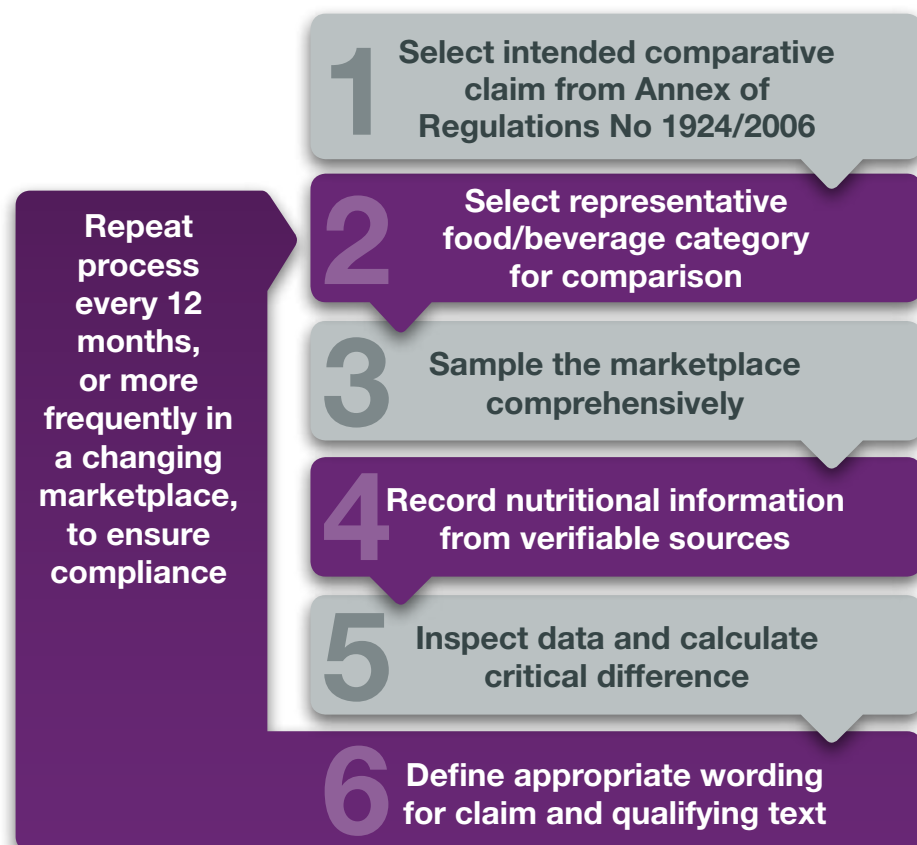 1
Select intended comparative
claim from Annex of
Regulations No 1924/2006
2
Select representative
food/beverage category
for comparison
3
Sample the marketplace
comprehensively
4
Record nutritional information
from verifiable sources
5
Inspect data and calculate
critical difference
6
Define appropriate wording
for claim and qualifying text
Repeat
process
every 12
months,
or more
frequently in
a changing
marketplace,
to ensure
compliance